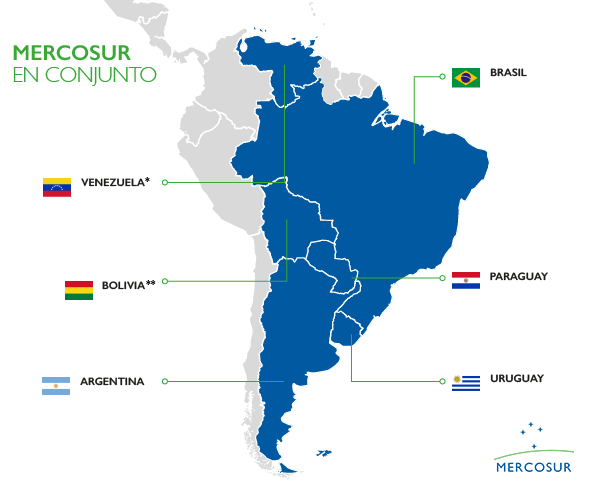 MERCOSUR
EN CONJUNTO
BRASIL
VENEZUELA*
PARAGUAY
BOLIVIA**
ARGENTINA
URUGUAY
MERCOSUR